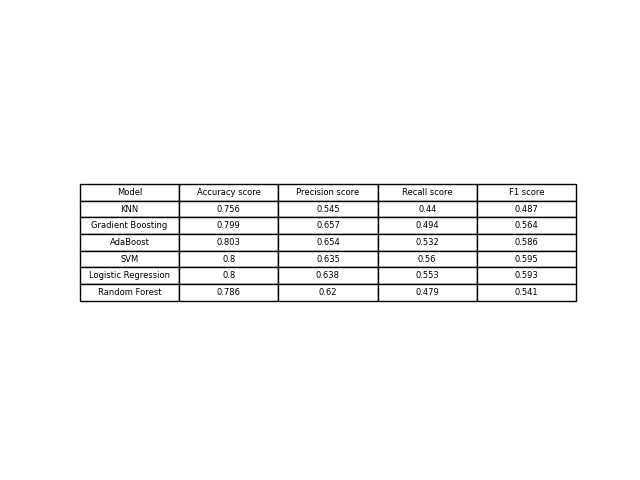 Model Accuracy score Precision score Recall score F1 score
KNN 0.756 0.545 0.44 0.487
Gradient Boosting 0.799 0.657 0.494 0.564
AdaBoost 0.803 0.654 0.532 0.586
SVM 0.8 0.635 0.56 0.595
Logistic Regression 0.8 0.638 0.553 0.593
Random Forest 0.786 0.62 0.479 0.541